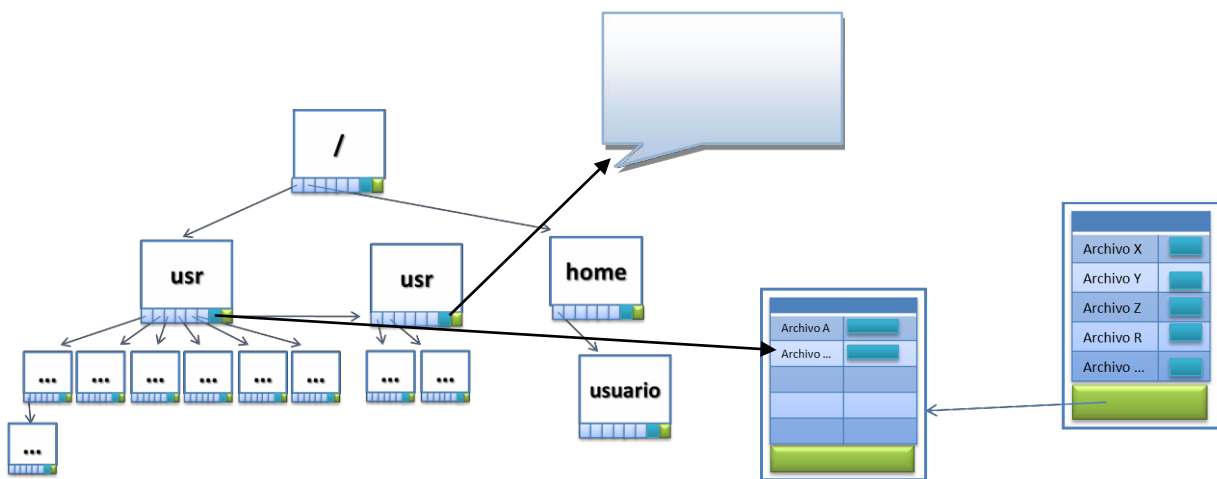 /
usr
usr
home
...
...
...
...
...
...
...
...
usuario
...
Archivo A
Archivo ...
Archivo X
Archivo Y
Archivo Z
Archivo R
Archivo ...